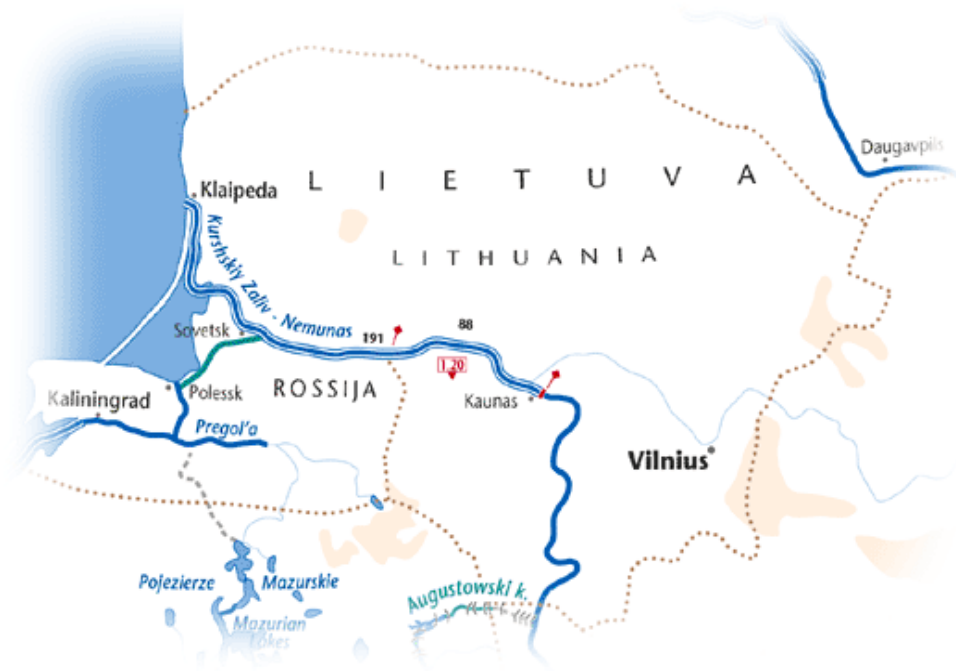 Daugavpils
L I E T U V A
Klaipeda
Kurshskiy Zaliv - Nemunas
L I T H U A N I A
Sovetsk
191
88
1.20
ROSSIJA
Polessk
Kaliningrad
Kaunas
Pregol'a
Vilnius
Pojezierze
Mazurskie
Augustowski k.
Mazurian
Lakes